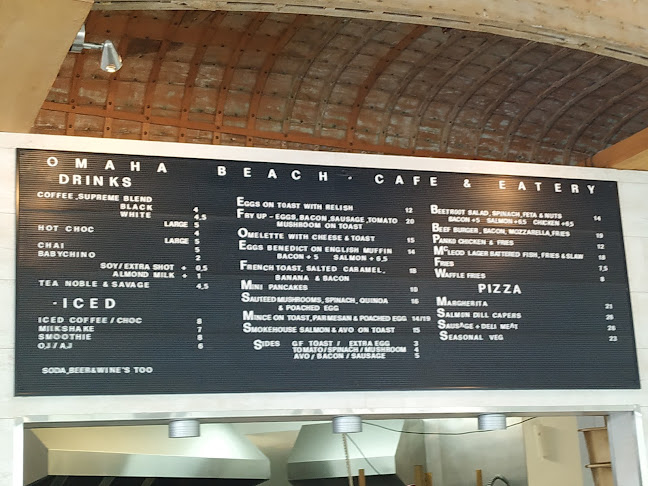 OMAHA BEACH - CAFE & EATERY
DRINKS
COFFEE, SUPREME BLEND
BLACK 4
WHITE 4,5
LARGE 5
HOT CHOC 4
LARGE 5
CHAI 5
BABYCHINO 2
SOY/EXTRA SHOT + 0,5
ALMOND MILK + 1
TEA NOBLE & SAVAGE 4,5
-ICED
ICED COFFEE / CHOC 8
MILKSHAKE 7
SMOOTHIE 8
OJ / AJ 6
SODA,BEER&WINE'S TOO
EGGS ON TOAST WITH RELISH 12
FRY UP - EGGS, BACON, SAUSAGE, TOMATO 20
MUSHROOM ON TOAST
OMELETTE WITH CHEESE & TOAST 15
EGGS BENEDICT ON ENGLISH MUFFIN 14
BACON + 5 SALMON + 6.5
FRENCH TOAST, SALTED CARAMEL, 18
BANANA & BACON
MINI PANCAKES 10
SAUTEED MUSHROOMS, SPINACH, QUINOA 18
& POACHED EGG
MINCE ON TOAST, PARMESAN & POACHED EGG 14/19
SMOKEHOUSE SALMON & AVO ON TOAST 15
SIDES G.F TOAST / EXTRA EGG 3
TOMATO / SPINACH / MUSHROOM 4
AVO / BACON / SAUSAGE 5
BEETROOT SALAD, SPINACH, FETA & NUTS 14
BACON + 5 SALMON + 6.5 CHICKEN + 6.5
BEEF BURGER, BACON, MOZZARELLA, FRIES 19
PANKO CHICKEN & FRIES 12
MCLEOD LAGER BATTERED FISH, FRIES & SLAW 18
FRIES 7,5
WAFFLE FRIES 8
PIZZA
MARGHERITA 21
SALMON DILL CAPERS 26
SAUSAGE + DELI MEAT 26
SEASONAL VEG 23